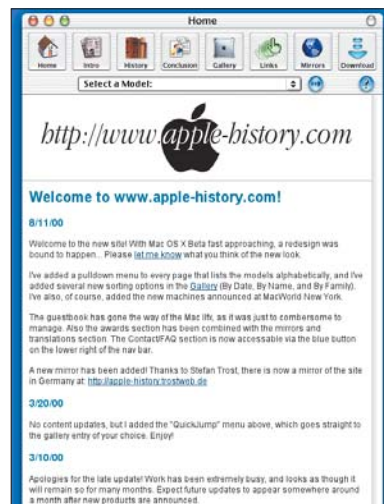 Home
Home Intro History Conclusion Gallery Links Mirrors Download
Select a Model:
http://www.apple-history.com
Welcome to www.apple-history.com!
8/11/00
Welcome to the new site! With Mac OS X Beta fast approaching, a redesign was
bound to happen... Please let me know what you think of the new look.
I've added a pulldown menu to every page that lists the models alphabetically, and I've
added several new sorting options in the Gallery (By Date, By Name, and By Family).
I've also, of course, added the new machines announced at MacWorld New York.
The guestbook has gone the way of the Mac IIfx, as it was just to combersome to
manage. Also the awards section has been combined with the mirrors and
translations section. The Contact/FAQ section is now accessable via the blue button
on the lower right of the nav bar.
A new mirror has been added! Thanks to Stefan Trost, there is now a mirror of the site
in Germany at: http://apple-history.trostweb.de
3/20/00
No content updates, but I added the "QuickJump" menu above, which goes straight to
the gallery entry of your choice. Enjoy!
3/10/00
Apologies for the late update! Work has been extremely busy, and looks as though it
will remain so for many months. Expect future updates to appear somewhere around
a month after new products are announced.